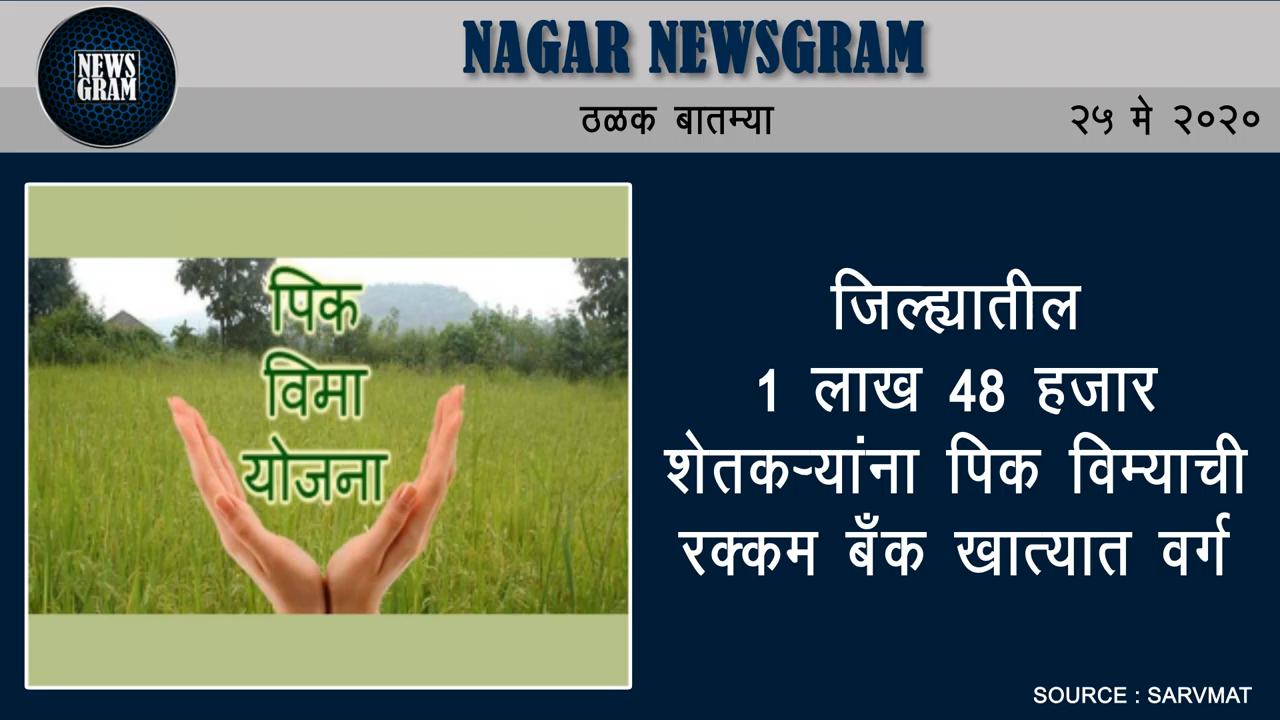 NEWS
GRAM
NAGAR NEWSGRAM
ठळक बातम्या
२५ मे २०२०
पिक
विमा
योजना
जिल्ह्यातील
1 लाख 48 हजार
शेतकऱ्यांना पिक विम्याची
रक्कम बँक खात्यात वर्ग
SOURCE : SARVMAT